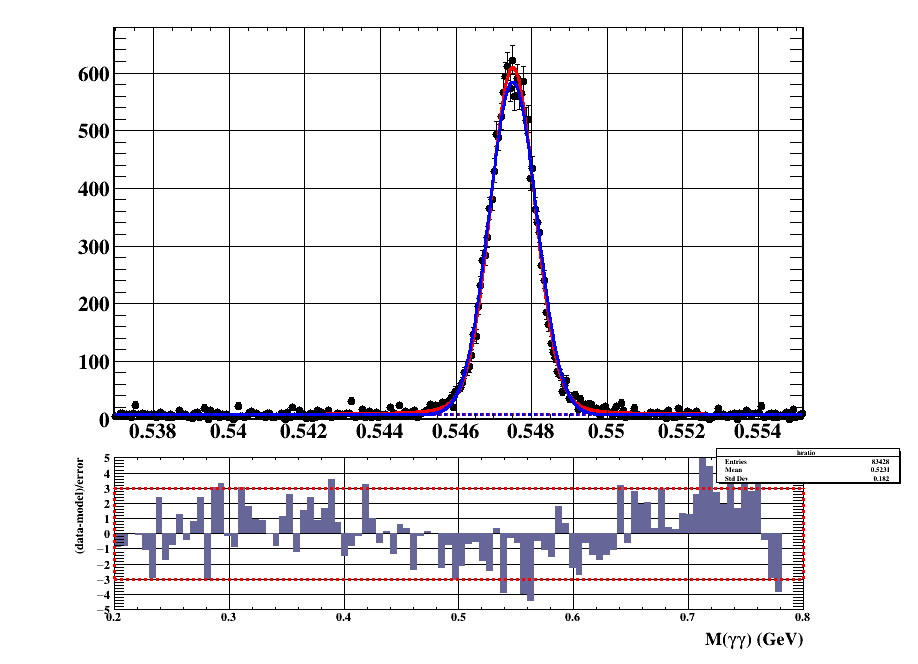 600
500
400
300
200
100
0
0.538 0.54 0.542 0.544 0.546 0.548 0.55 0.552 0.554
hratio
Entries 83428
Mean 0.5231
Std Dev 0.182
(data-model)/error
5
4
3
2
1
0
−1
−2
−3
−4
−5
0.2 0.3 0.4 0.5 0.6 0.7 0.8
M(γγ) (GeV)